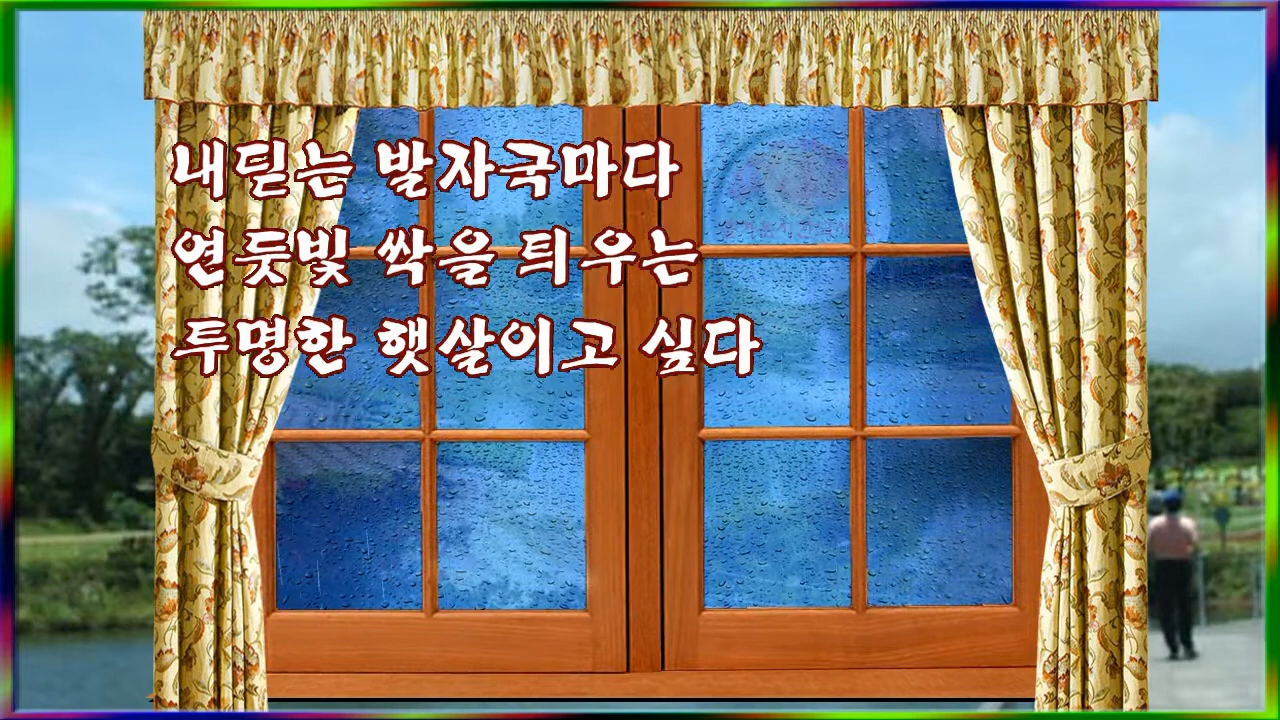 내딛는 발자국마다
연둣빛 싹을 틔우는
투명한 햇살이고 싶다